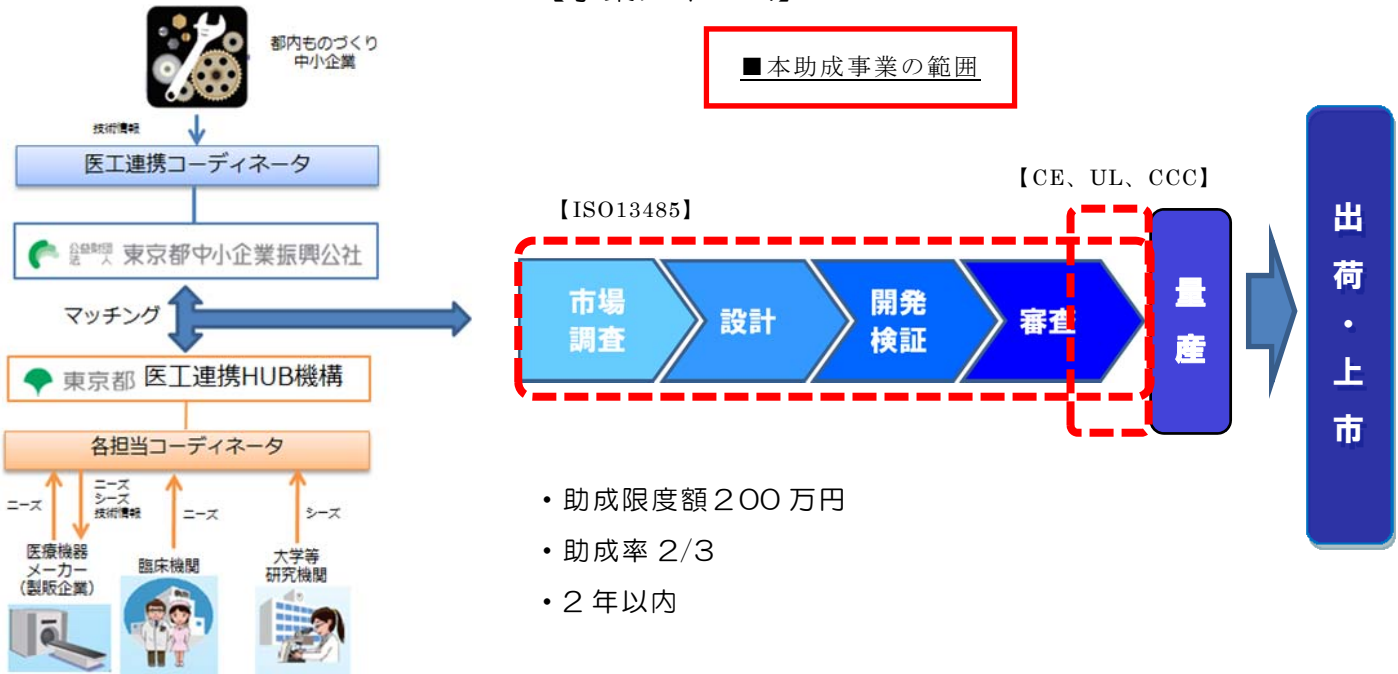 都内ものづくり
中小企業
技術情報
医工連携コーディネータ
公益財団
法　人
東京都中小企業振興公社
マッチング
東京都 医工連携HUB機構
各担当コーディネータ
ニーズ
ニーズ
シーズ
技術情報
ニーズ
シーズ
医療機器
メーカー
(製販企業)
臨床機関
大学等
研究機関
■本助成事業の範囲
【ISO13485】
【CE、UL、CCC】
市場
調査
設計
開発
検証
審査
量産
出荷・上市
・助成限度額200万円
・助成率 2/3
・2年以内